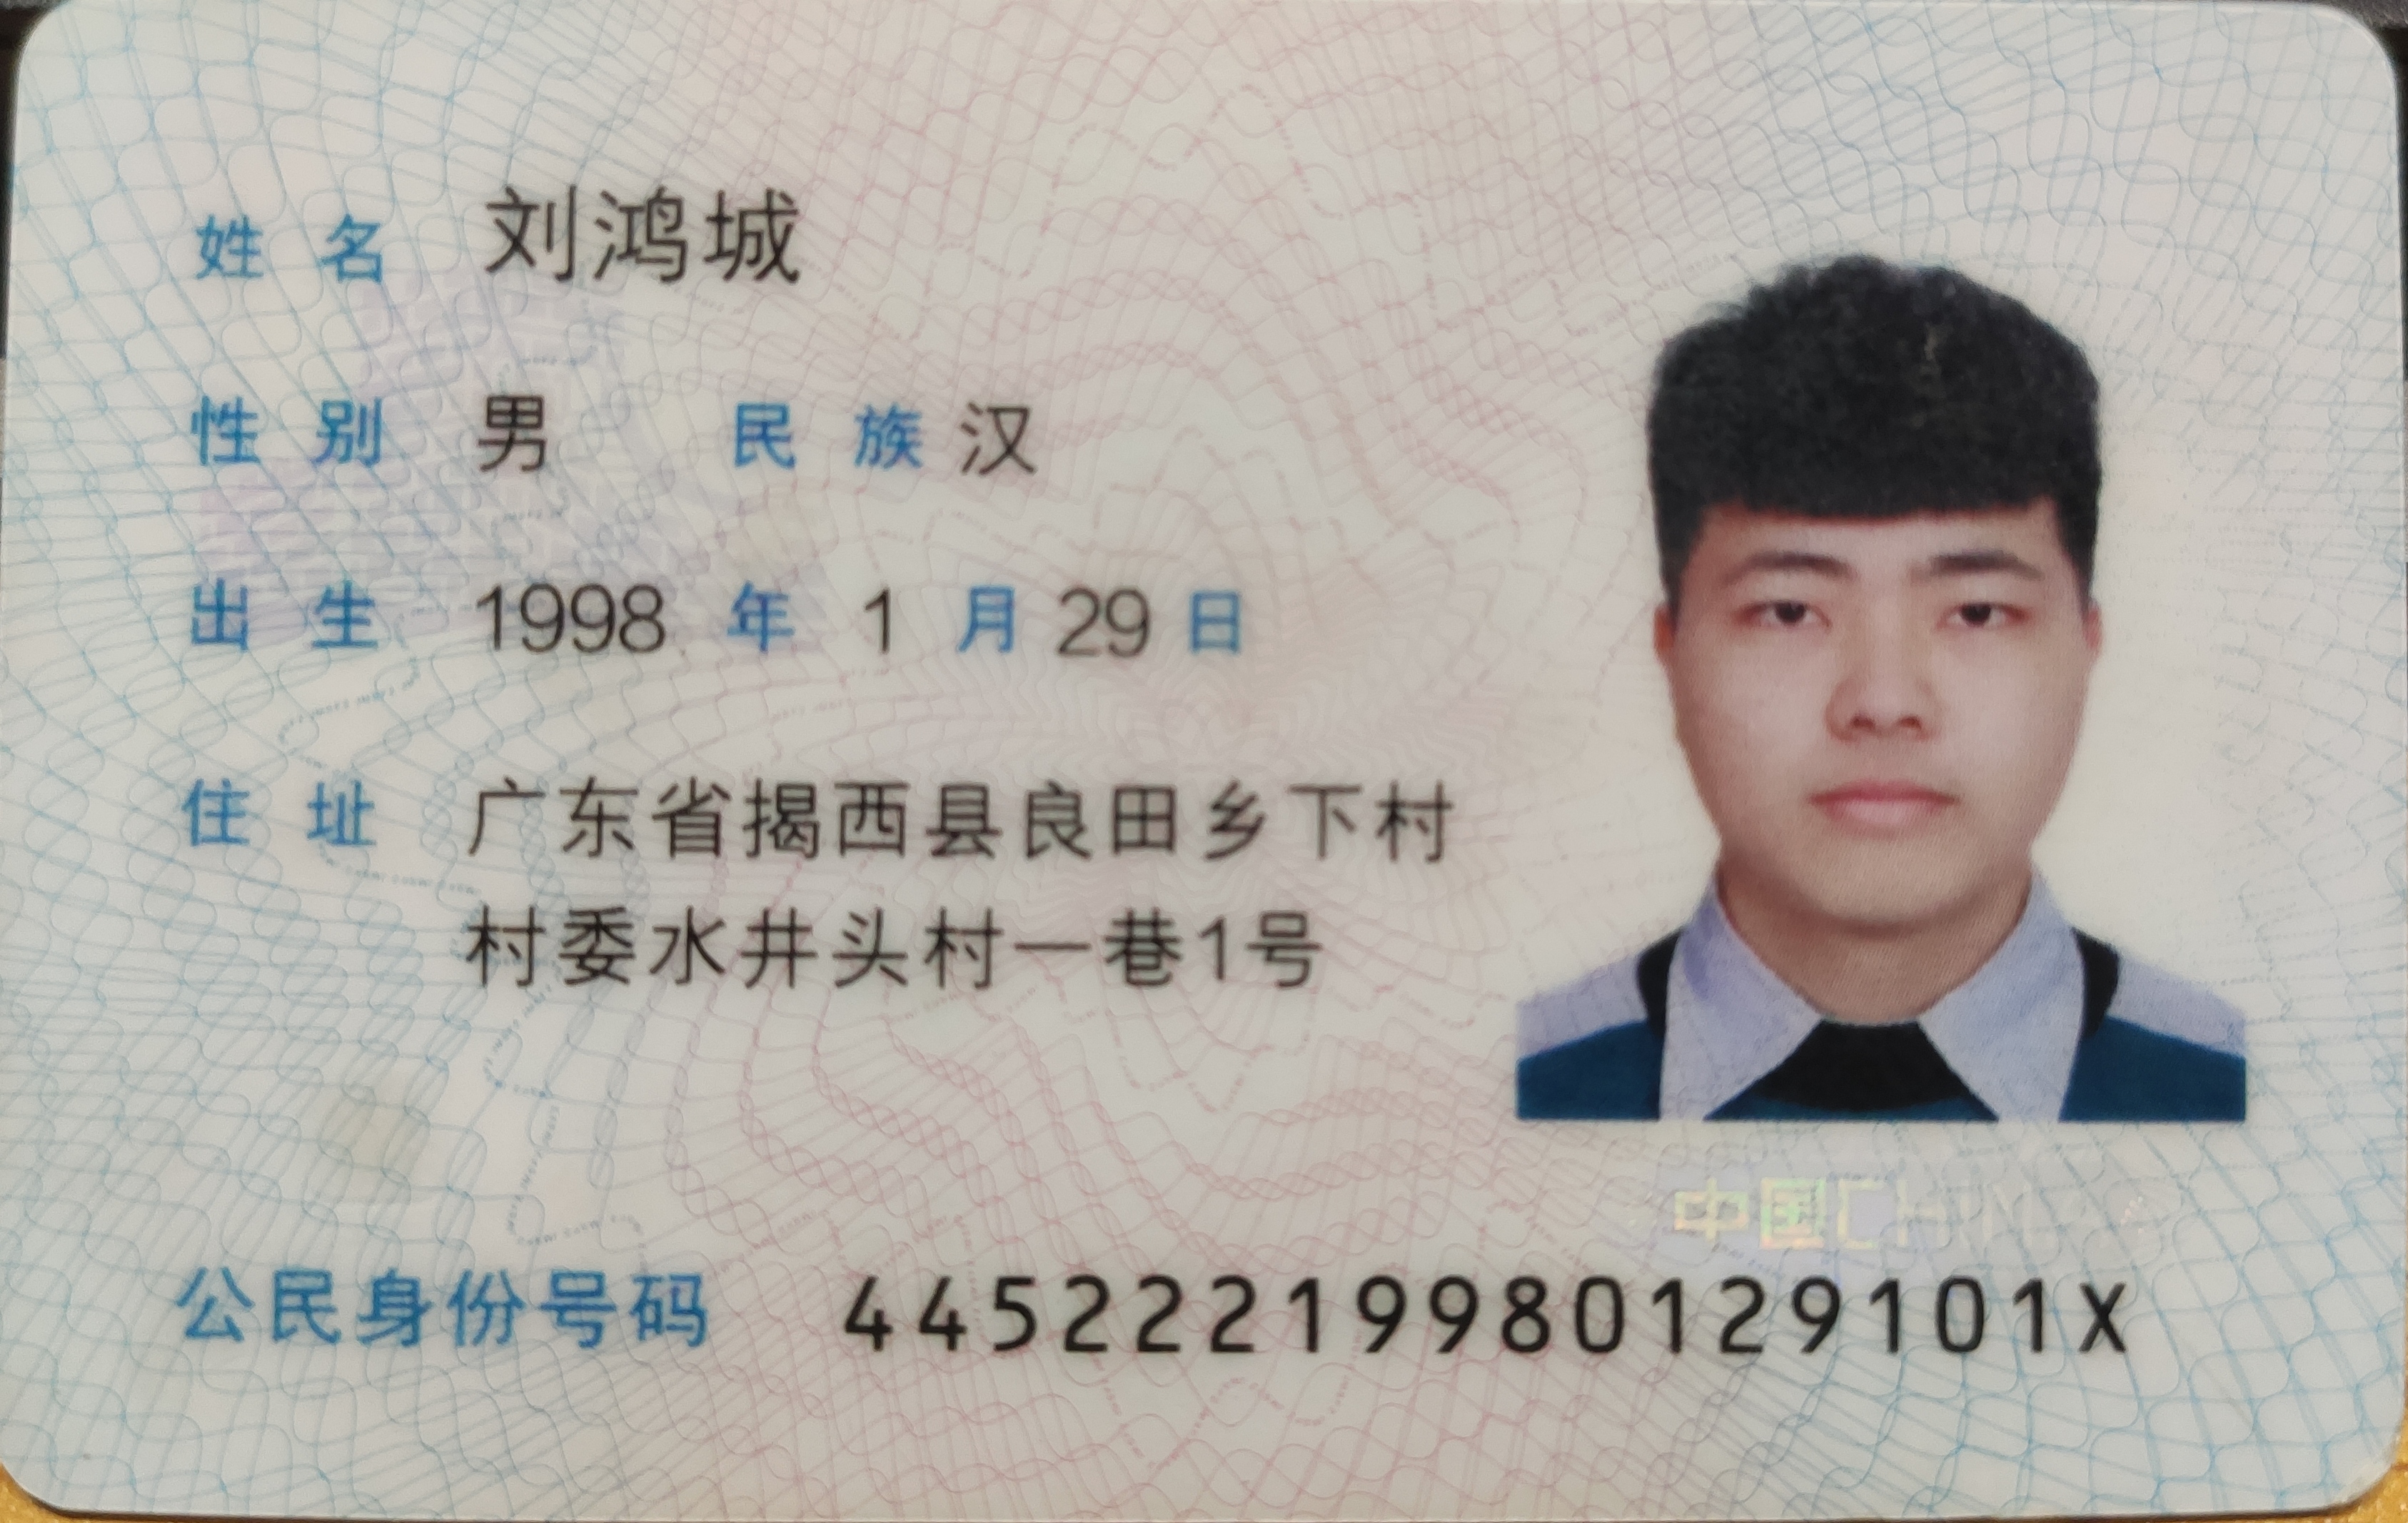 姓名 刘鸿城
性别 男 民族 汉
出生 1998 年 1 月 29 日
住址 广东省揭西县良田乡下村
村委水井头村一巷1号
中国CHINA
公民身份号码 44522219980129101X